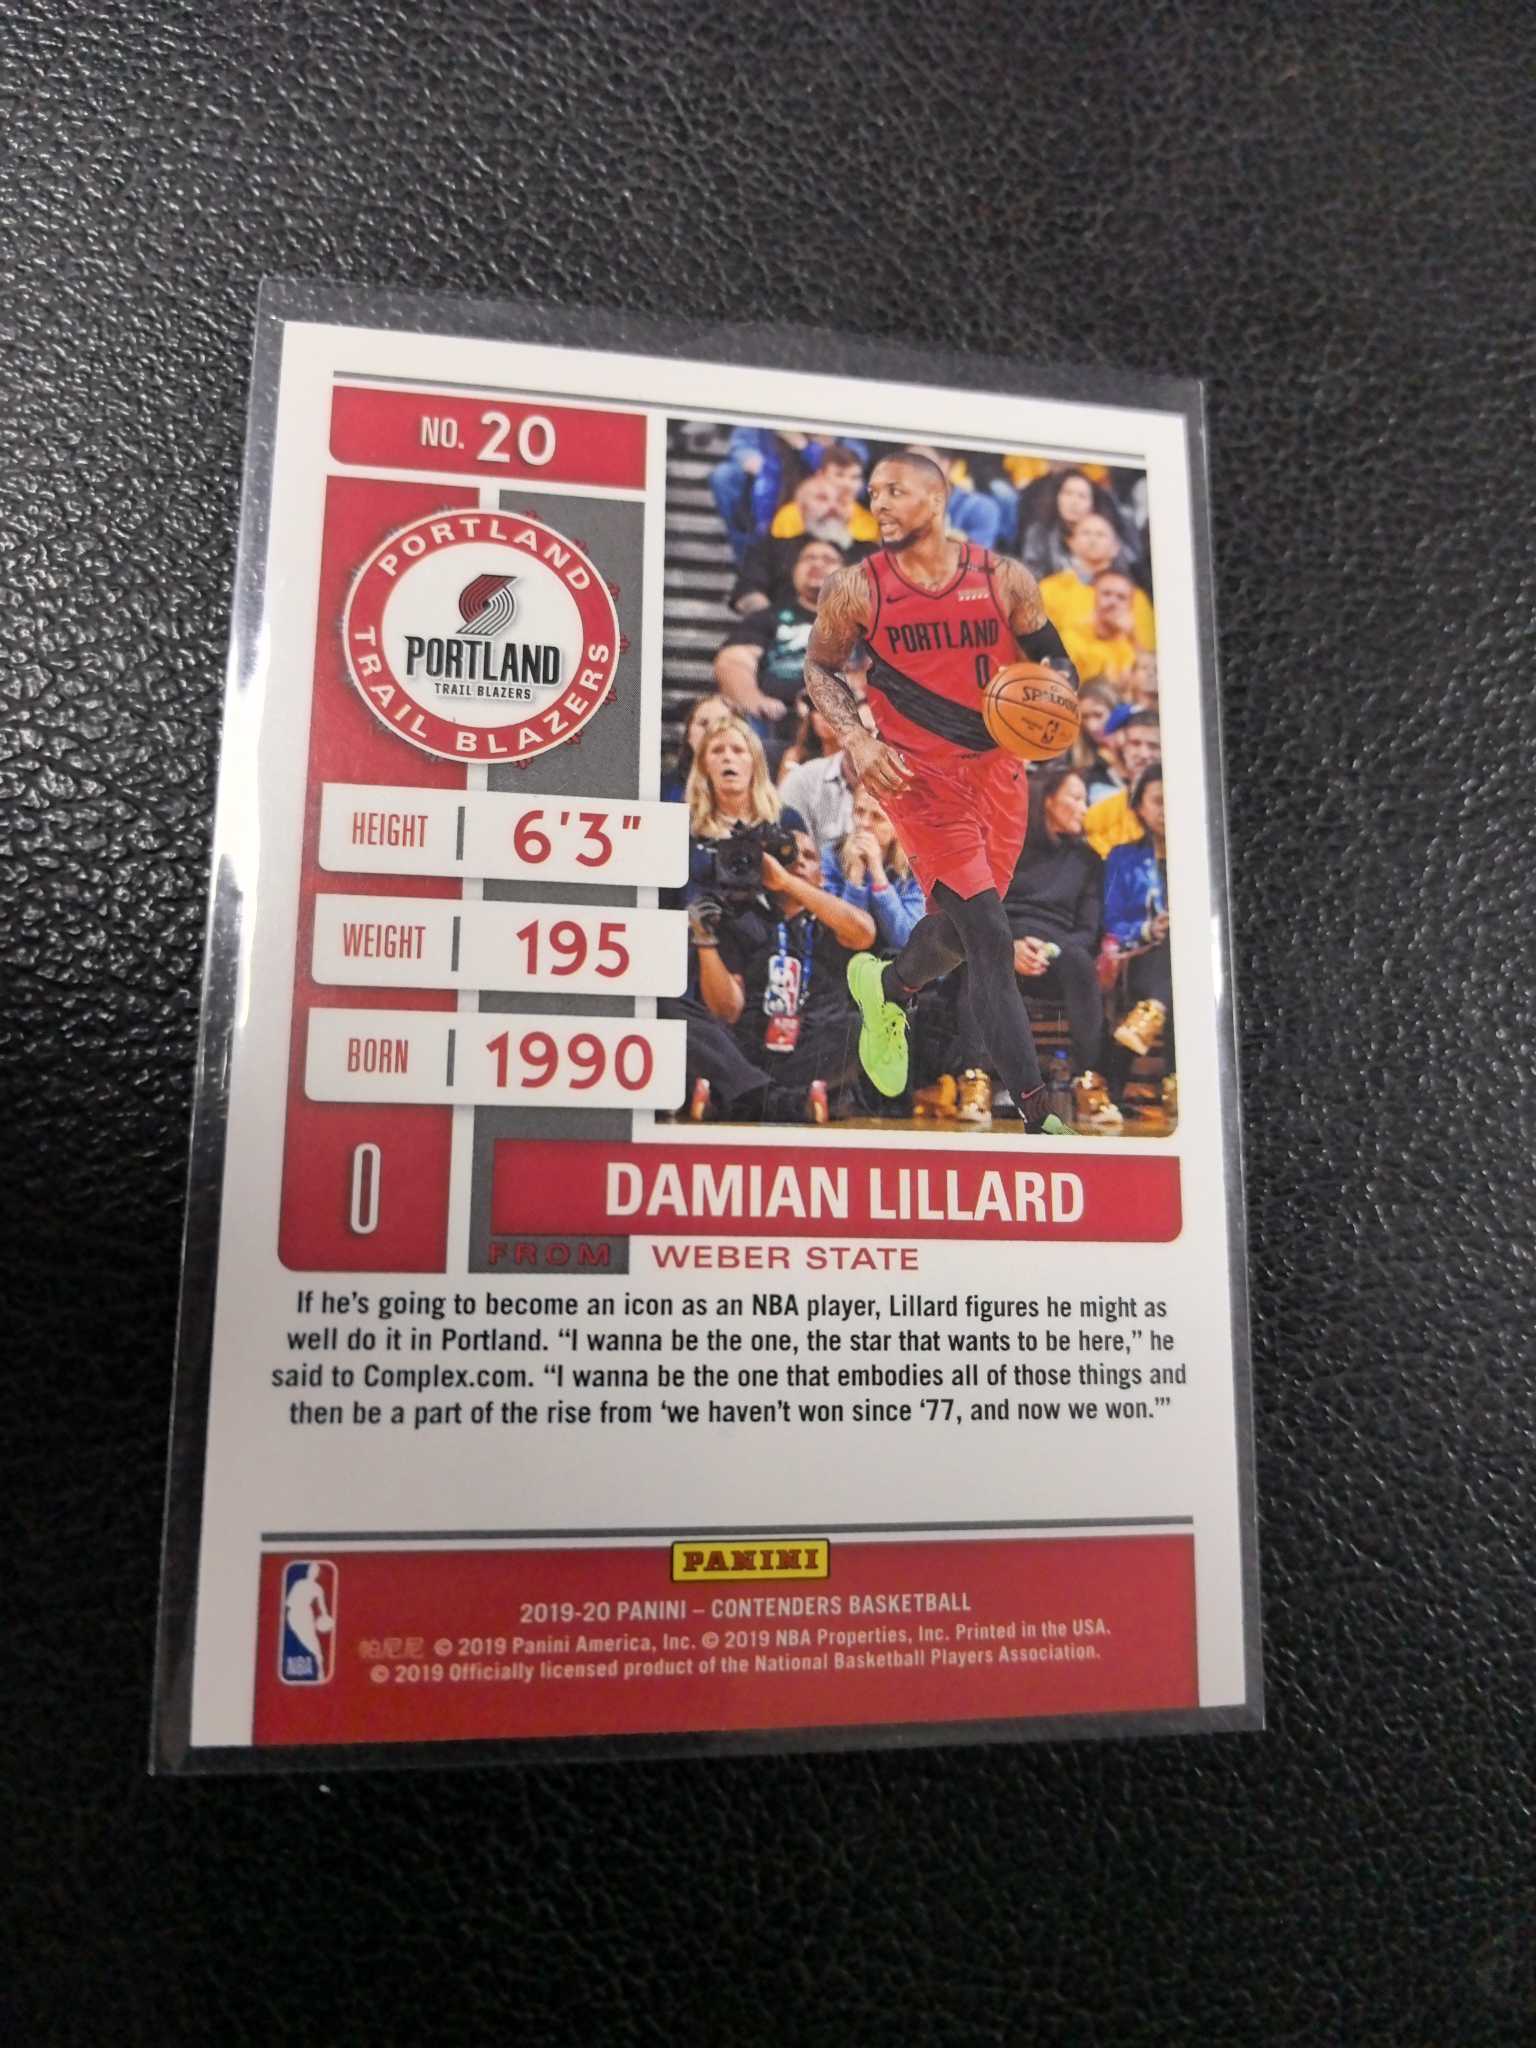 NO. 20
PORTLAND
TRAIL BLAZERS
PORTLAND
TRAIL BLAZERS
PORTLAND
0
SPALDING
HEIGHT 6'3"
WEIGHT 195
BORN 1990
0
DAMIAN LILLARD
FROM WEBER STATE
If he's going to become an icon as an NBA player, Lillard figures he might as
well do it in Portland. “I wanna be the one, the star that wants to be here,” he
said to Complex.com. “I wanna be the one that embodies all of those things and
then be a part of the rise from ‘we haven't won since ‘77, and now we won.’”
PANINI
2019-20 PANINI – CONTENDERS BASKETBALL
帕尼尼 © 2019 Panini America, Inc. © 2019 NBA Properties, Inc. Printed in the USA.
© 2019 Officially licensed product of the National Basketball Players Association.
NBA